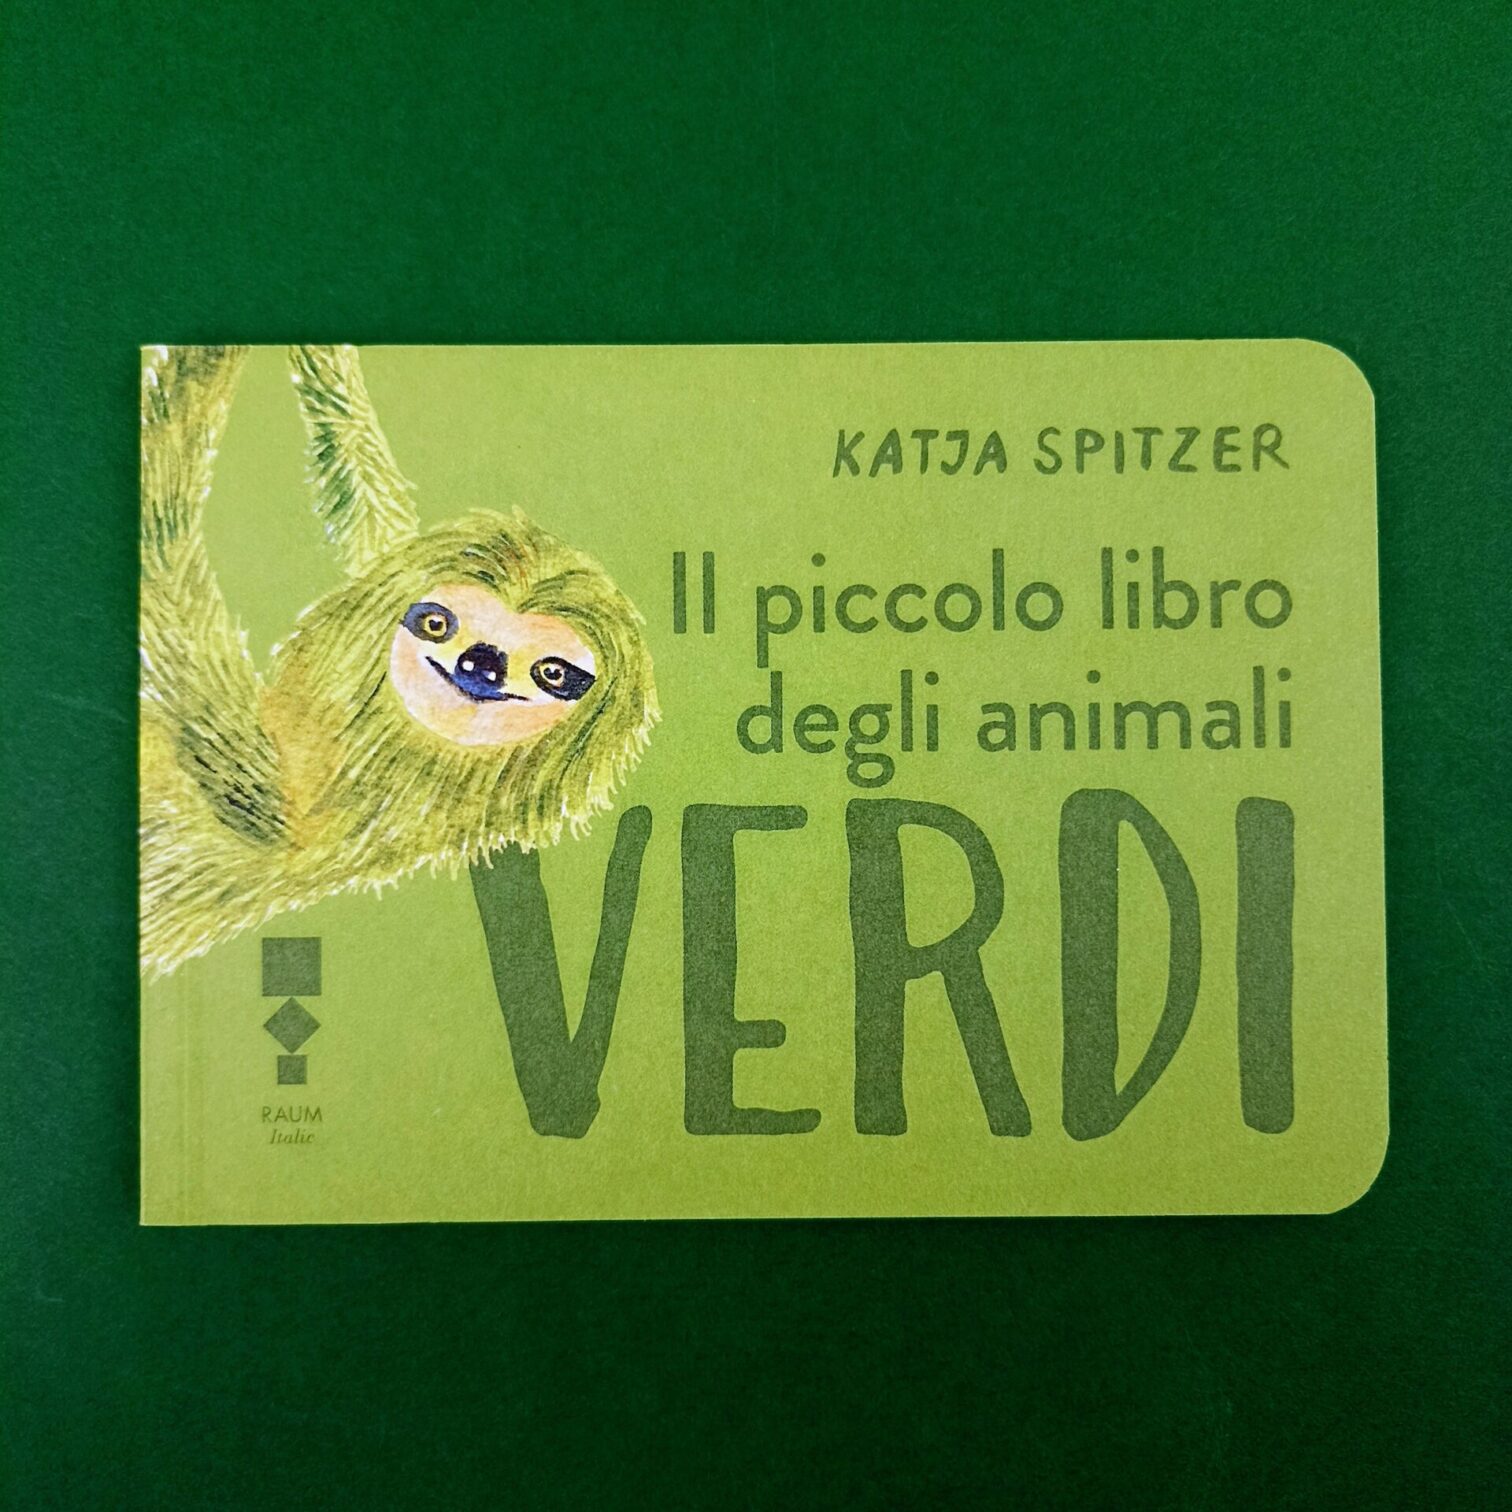 KATJA SPITZER
Il piccolo libro
degli animali
VERDI
RAUM
Italic